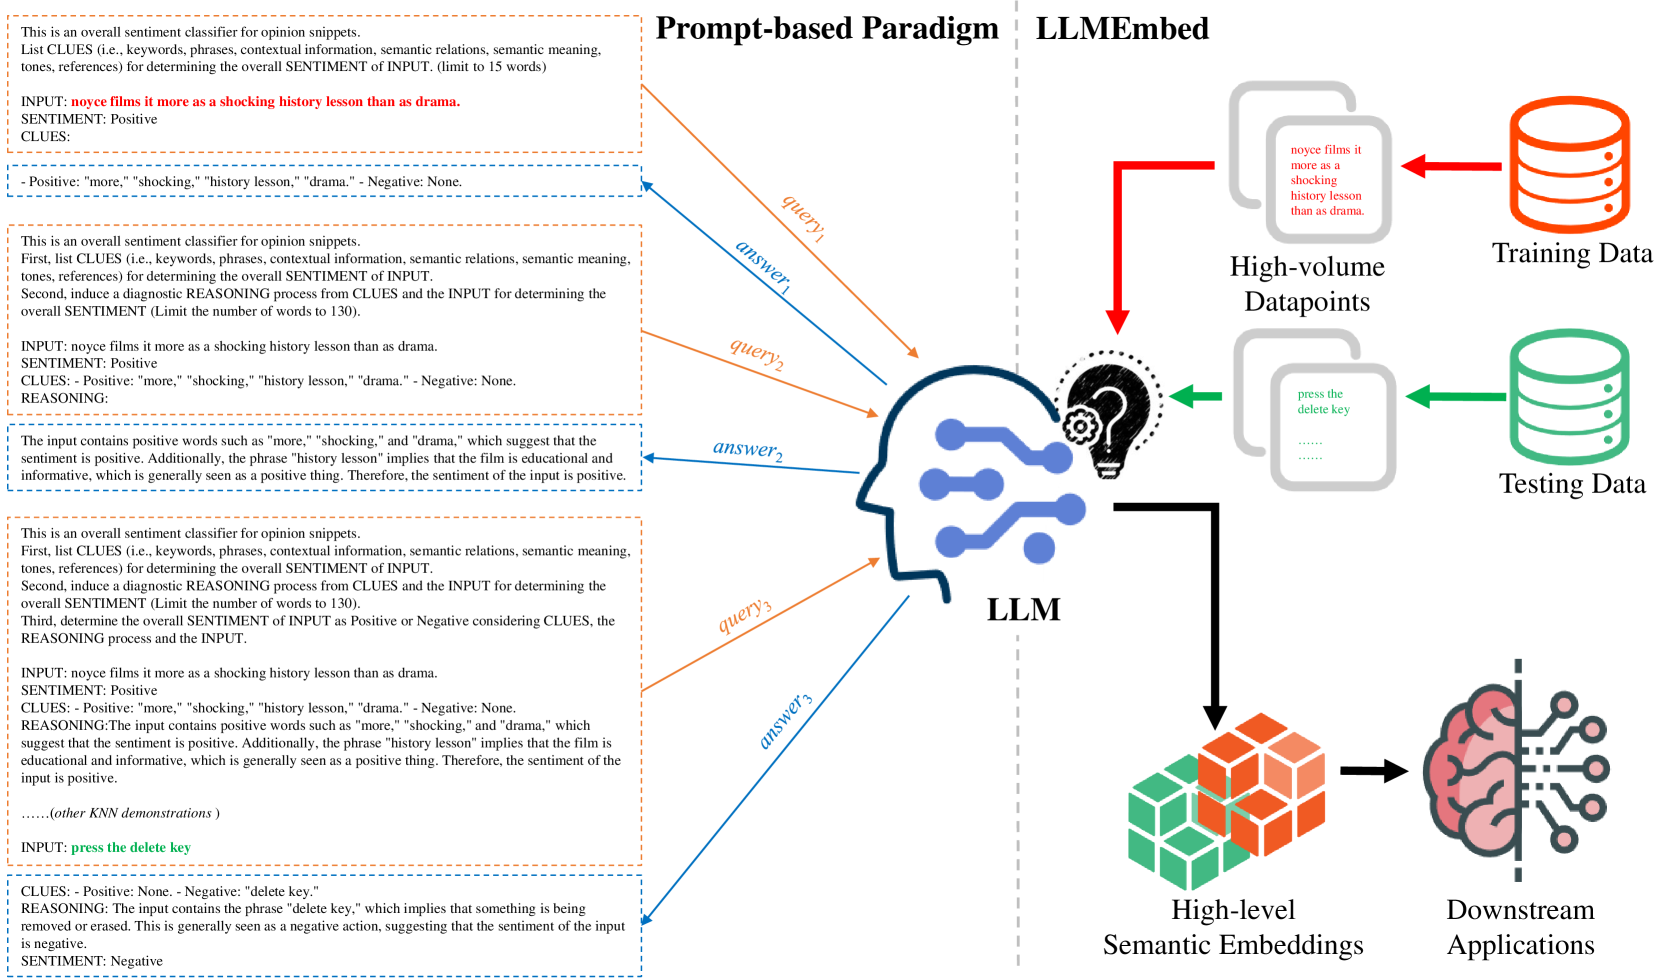 Prompt-based Paradigm
LLMEmbed
This is an overall sentiment classifier for opinion snippets.
List CLUES (i.e., keywords, phrases, contextual information, semantic relations, semantic meaning,
tones, references) for determining the overall SENTIMENT of INPUT. (limit to 15 words)
INPUT: noyce films it more as a shocking history lesson than as drama.
SENTIMENT: Positive
CLUES:
- Positive: "more," "shocking," "history lesson," "drama." - Negative: None.
This is an overall sentiment classifier for opinion snippets.
First, list CLUES (i.e., keywords, phrases, contextual information, semantic relations, semantic meaning,
tones, references) for determining the overall SENTIMENT of INPUT.
Second, induce a diagnostic REASONING process from CLUES and the INPUT for determining the
overall SENTIMENT (Limit the number of words to 130).
INPUT: noyce films it more as a shocking history lesson than as drama.
SENTIMENT: Positive
CLUES: - Positive: "more," "shocking," "history lesson," "drama." - Negative: None.
REASONING:
The input contains positive words such as "more," "shocking," and "drama," which suggest that the
sentiment is positive. Additionally, the phrase "history lesson" implies that the film is educational and
informative, which is generally seen as a positive thing. Therefore, the sentiment of the input is positive.
This is an overall sentiment classifier for opinion snippets.
First, list CLUES (i.e., keywords, phrases, contextual information, semantic relations, semantic meaning,
tones, references) for determining the overall SENTIMENT of INPUT.
Second, induce a diagnostic REASONING process from CLUES and the INPUT for determining the
overall SENTIMENT (Limit the number of words to 130).
Third, determine the overall SENTIMENT of INPUT as Positive or Negative considering CLUES, the
REASONING process and the INPUT.
INPUT: noyce films it more as a shocking history lesson than as drama.
SENTIMENT: Positive
CLUES: - Positive: "more," "shocking," "history lesson," "drama." - Negative: None.
REASONING:The input contains positive words such as "more," "shocking," and "drama," which
suggest that the sentiment is positive. Additionally, the phrase "history lesson" implies that the film is
educational and informative, which is generally seen as a positive thing. Therefore, the sentiment of the
input is positive.
......(other KNN demonstrations )
INPUT: press the delete key
CLUES: - Positive: None. - Negative: "delete key."
REASONING: The input contains the phrase "delete key," which implies that something is being
removed or erased. This is generally seen as a negative action, suggesting that the sentiment of the input
is negative.
SENTIMENT: Negative
query1
answer1
query2
answer2
query3
answer3
LLM
noyce films it
more as a
shocking
history lesson
than as drama.
High-volume
Datapoints
Training Data
press the
delete key
......
......
Testing Data
High-level
Semantic Embeddings
Downstream
Applications